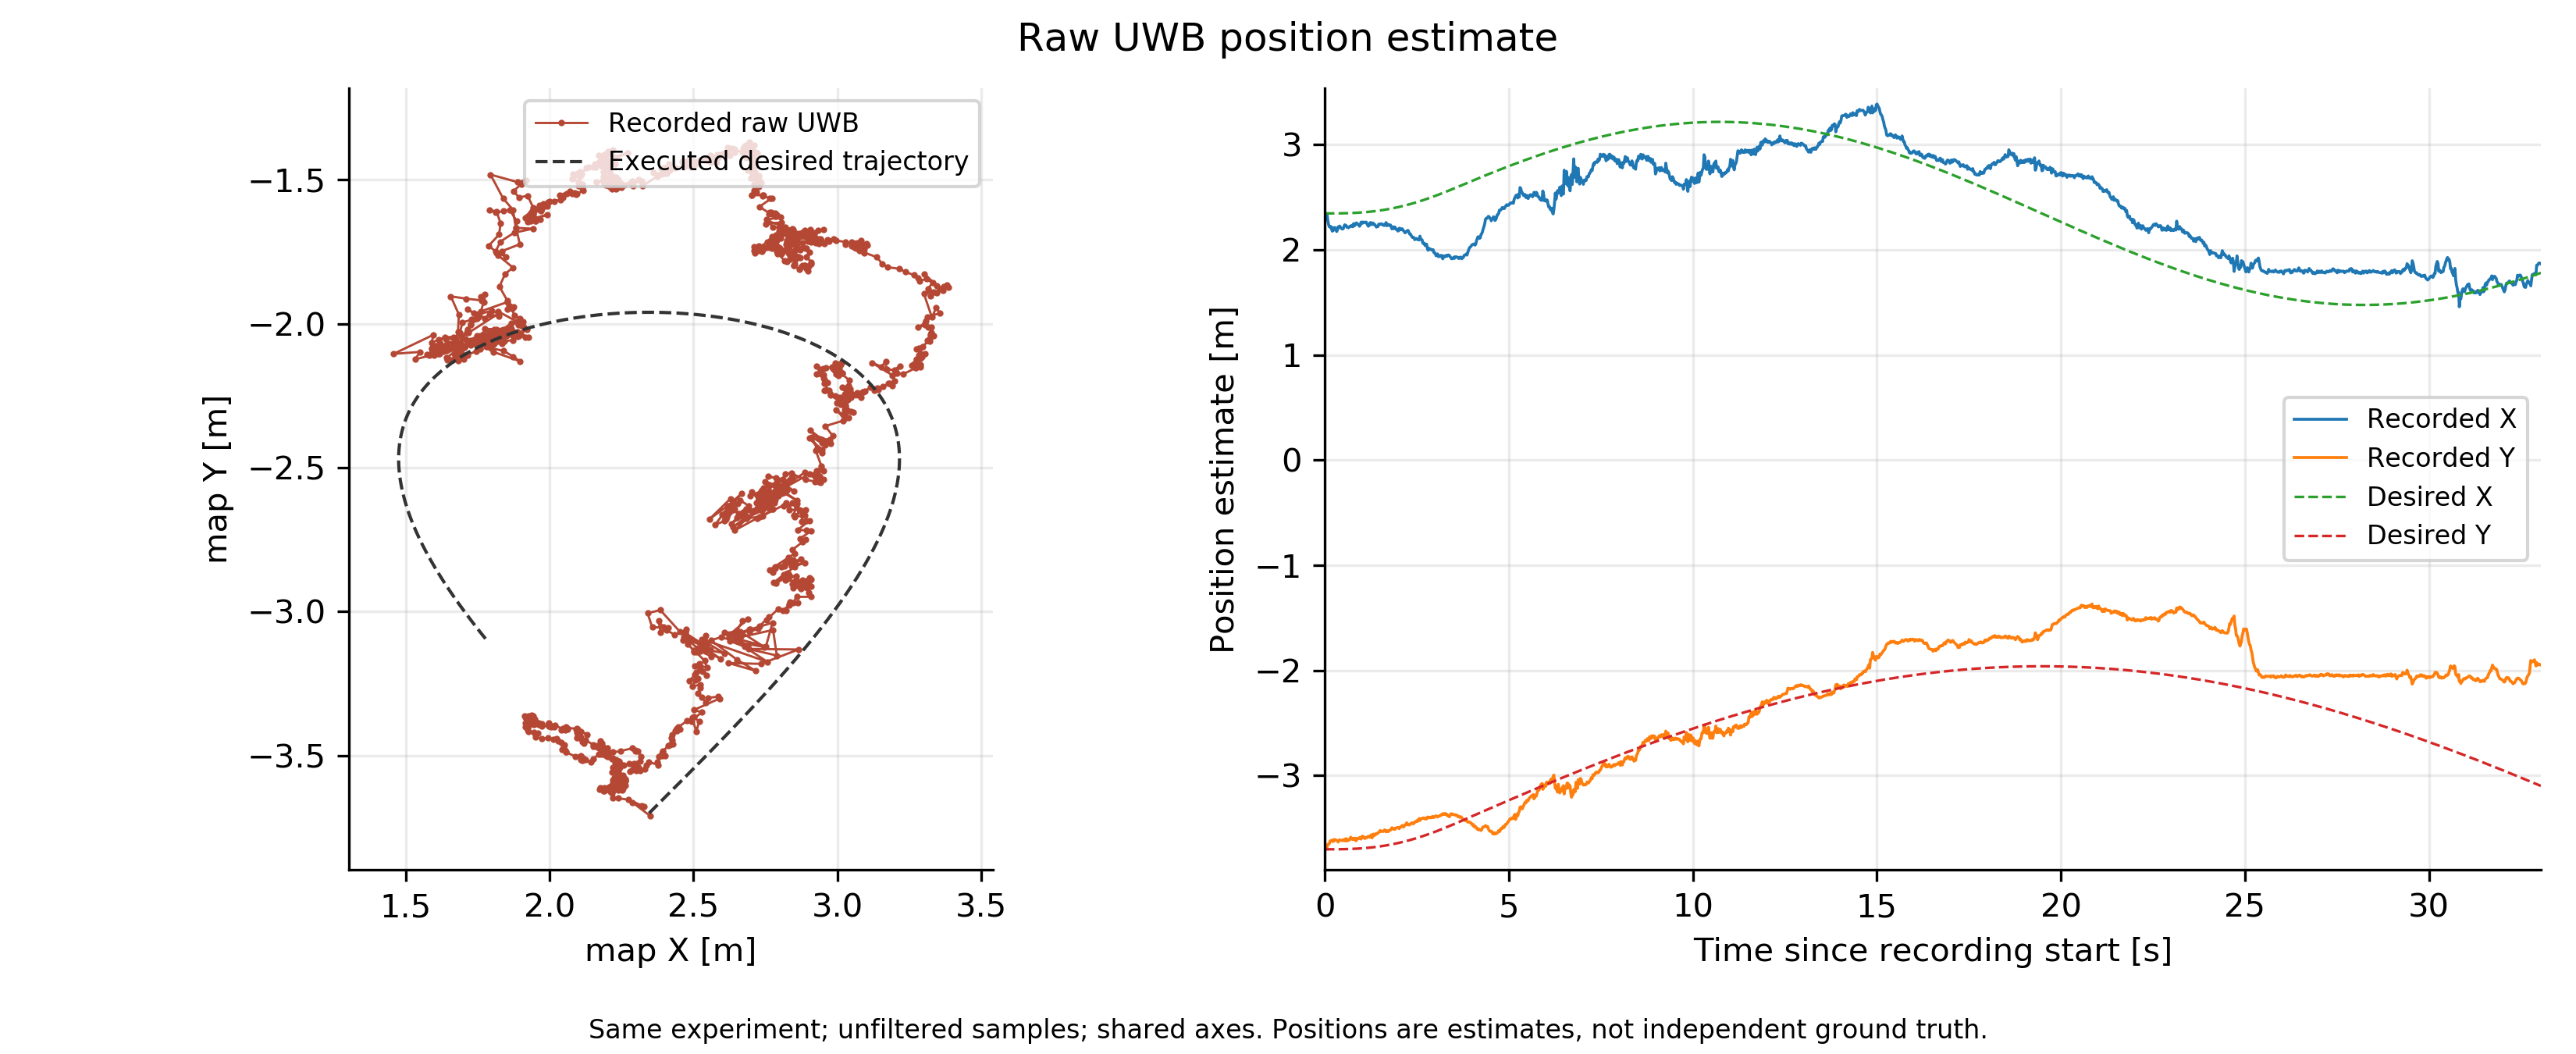 Raw UWB position estimate
Recorded raw UWB
Executed desired trajectory
−1.5
−2.0
−2.5
−3.0
−3.5
map Y [m]
1.5
2.0
2.5
3.0
3.5
map X [m]
3
2
1
0
−1
−2
−3
Position estimate [m]
Recorded X
Recorded Y
Desired X
Desired Y
0
5
10
15
20
25
30
Time since recording start [s]
Same experiment; unfiltered samples; shared axes. Positions are estimates, not independent ground truth.